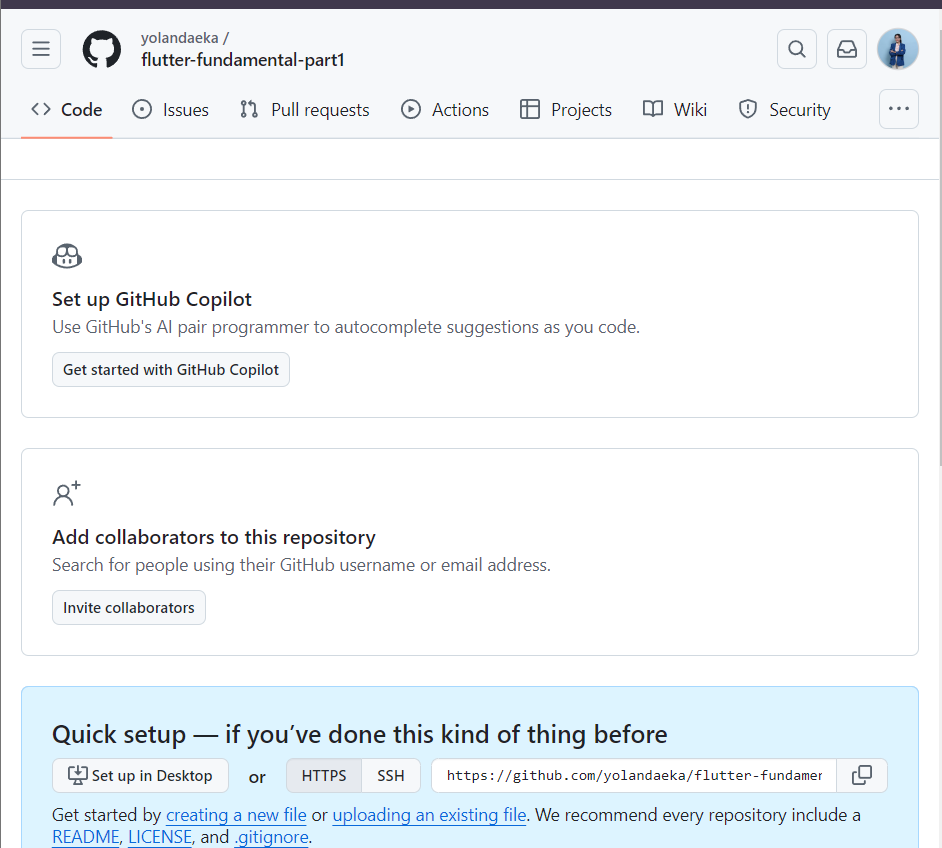 yolandaeka /
flutter-fundamental-part1
Code Issues Pull requests Actions Projects Wiki Security
Set up GitHub Copilot
Use GitHub's AI pair programmer to autocomplete suggestions as you code.
Get started with GitHub Copilot
Add collaborators to this repository
Search for people using their GitHub username or email address.
Invite collaborators
Quick setup — if you’ve done this kind of thing before
Set up in Desktop or HTTPS SSH https://github.com/yolandaeka/flutter-fundamer
Get started by creating a new file or uploading an existing file. We recommend every repository include a
README, LICENSE, and .gitignore.